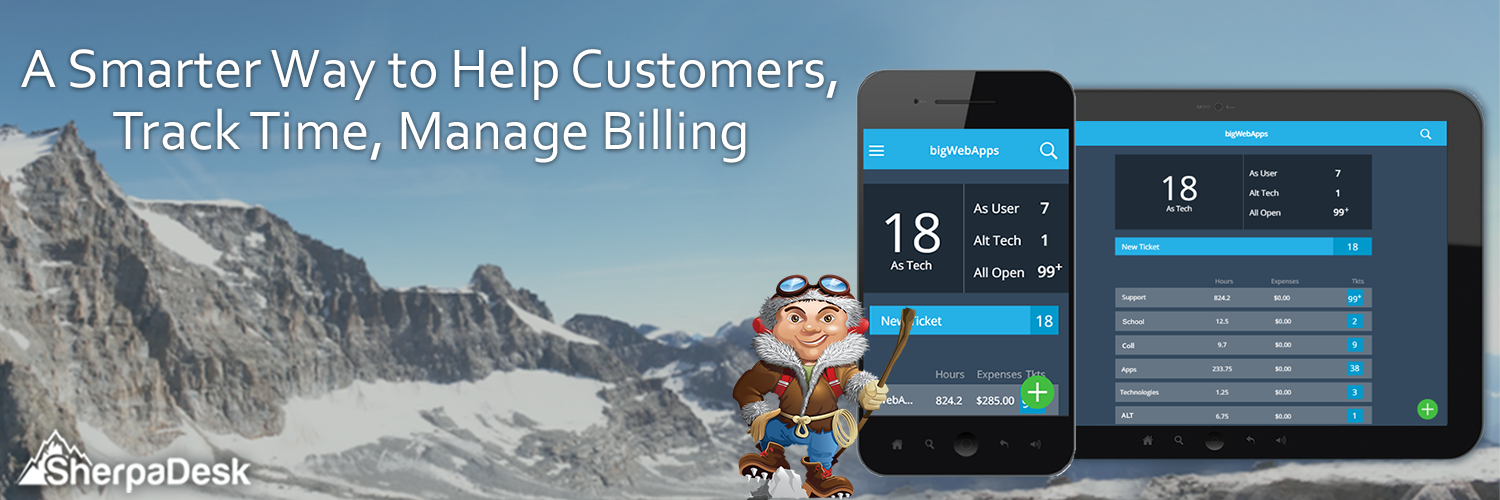 A Smarter Way to Help Customers,
Track Time, Manage Billing
SherpaDesk
bigWebApps
18
As Tech
As User 7
Alt Tech 1
All Open 99+
New Ticket 18
Hours Expenses Tkts
ebA... 824.2 $285.00
bigWebApps
18
As Tech
As User 7
Alt Tech 1
All Open 99+
New Ticket 18
Hours Expenses Tkts
Support 824.2 $0.00 99+
School 12.5 $0.00 2
Coll 9.7 $0.00 9
Apps 233.75 $0.00 38
Technologies 1.25 $0.00 3
ALT 6.75 $0.00 1